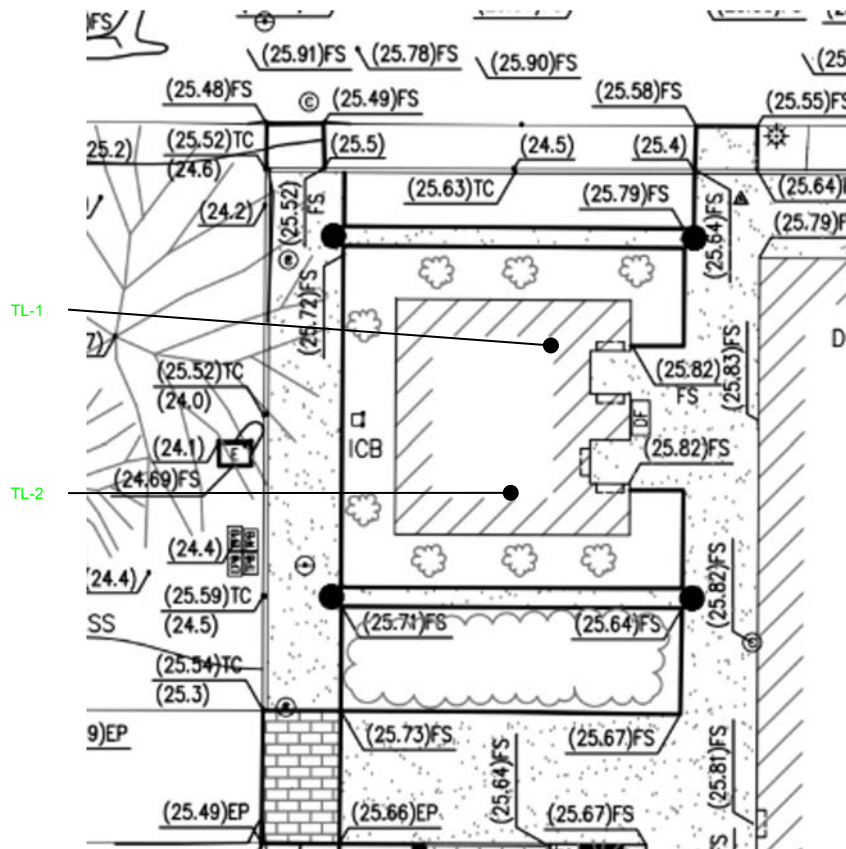 )FS
(25.91)FS
(25.78)FS
(25.90)FS
(25.48)FS
C
(25.49)FS
(25.58)FS
(25.55)FS
25.2)
(25.52)TC
(24.6)
(25.5)
(24.5)
(25.4)
(25.63)TC
(25.79)FS
(25.64)
(24.2)
(25.52)
FS
(25.64)FS
(25.79)F
TL-1
(25.72)FS
D
7)
(25.52)TC
(24.0)
(25.82)
FS
(25.83)FS
DF
(24.1)
E
ICB
(25.82)FS
(24.69)FS
TL-2
(24.4)
24.4)
(25.59)TC
(24.5)
(25.82)FS
SS
(25.71)FS
(25.64)FS
(25.54)TC
(25.3)
9)EP
(25.73)FS
(25.67)FS
(25.64)FS
(25.81)FS
(25.49)EP
(25.66)EP
(25.67)FS
FS